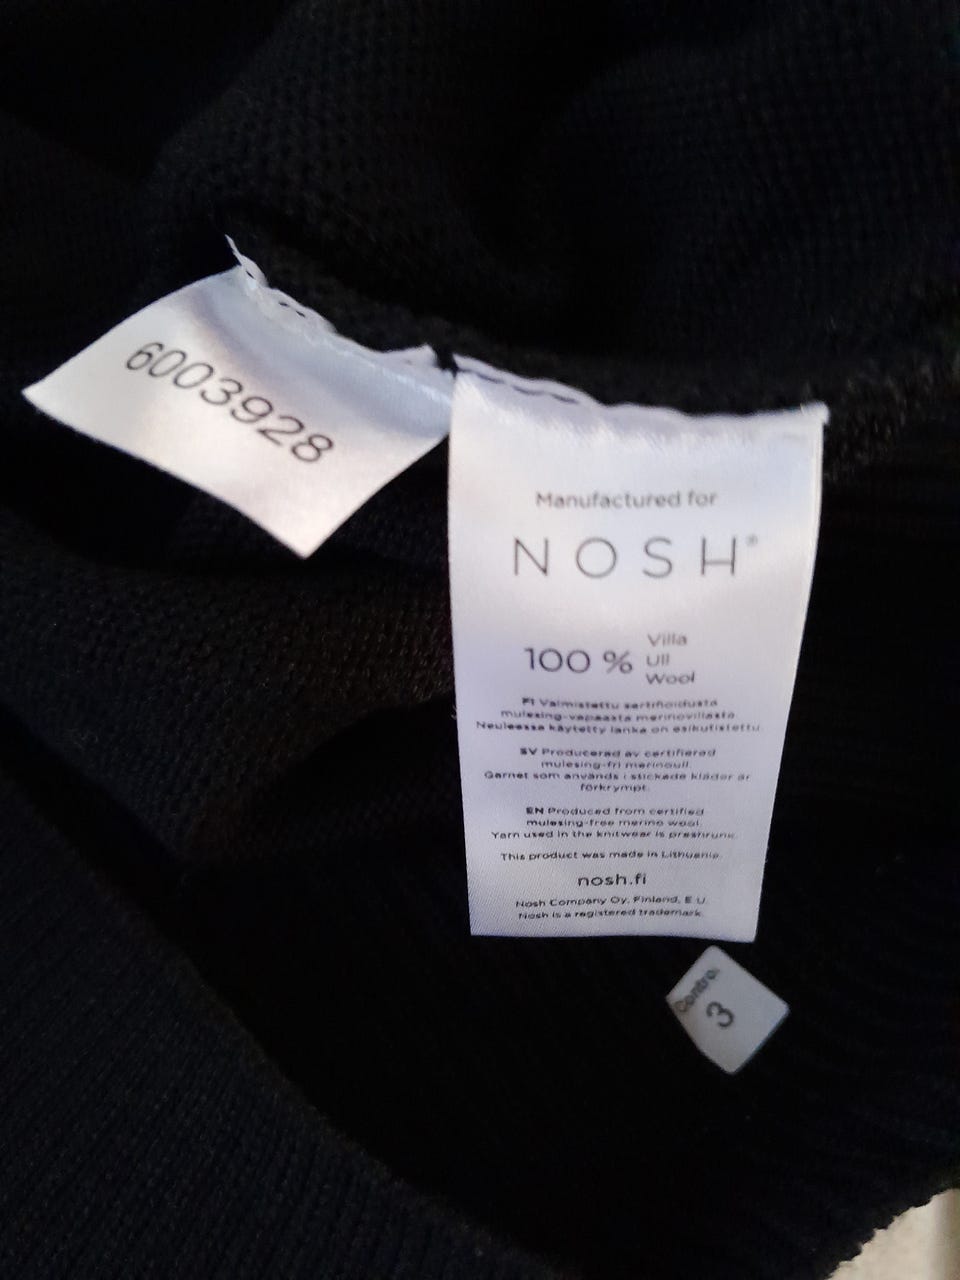 6003928
Manufactured for
NOSH®
100 % Villa
Ull
Wool
FI Valmistettu sertifioidusta
mulesing-vapaasta merinovillasta.
Neuleessa käytetty lanka on esikutistettu.
SV Producerad av certifierad
mulesing-fri merinoull.
Garnet som används i stickade kläder är
förkrympt.
EN Produced from certified
mulesing-free merino wool.
Yarn used in the knitwear is preshrunk.
This product was made in Lithuania.
nosh.fi
Nosh Company Oy, Finland, E.U.
Nosh is a registered trademark.
Control
3